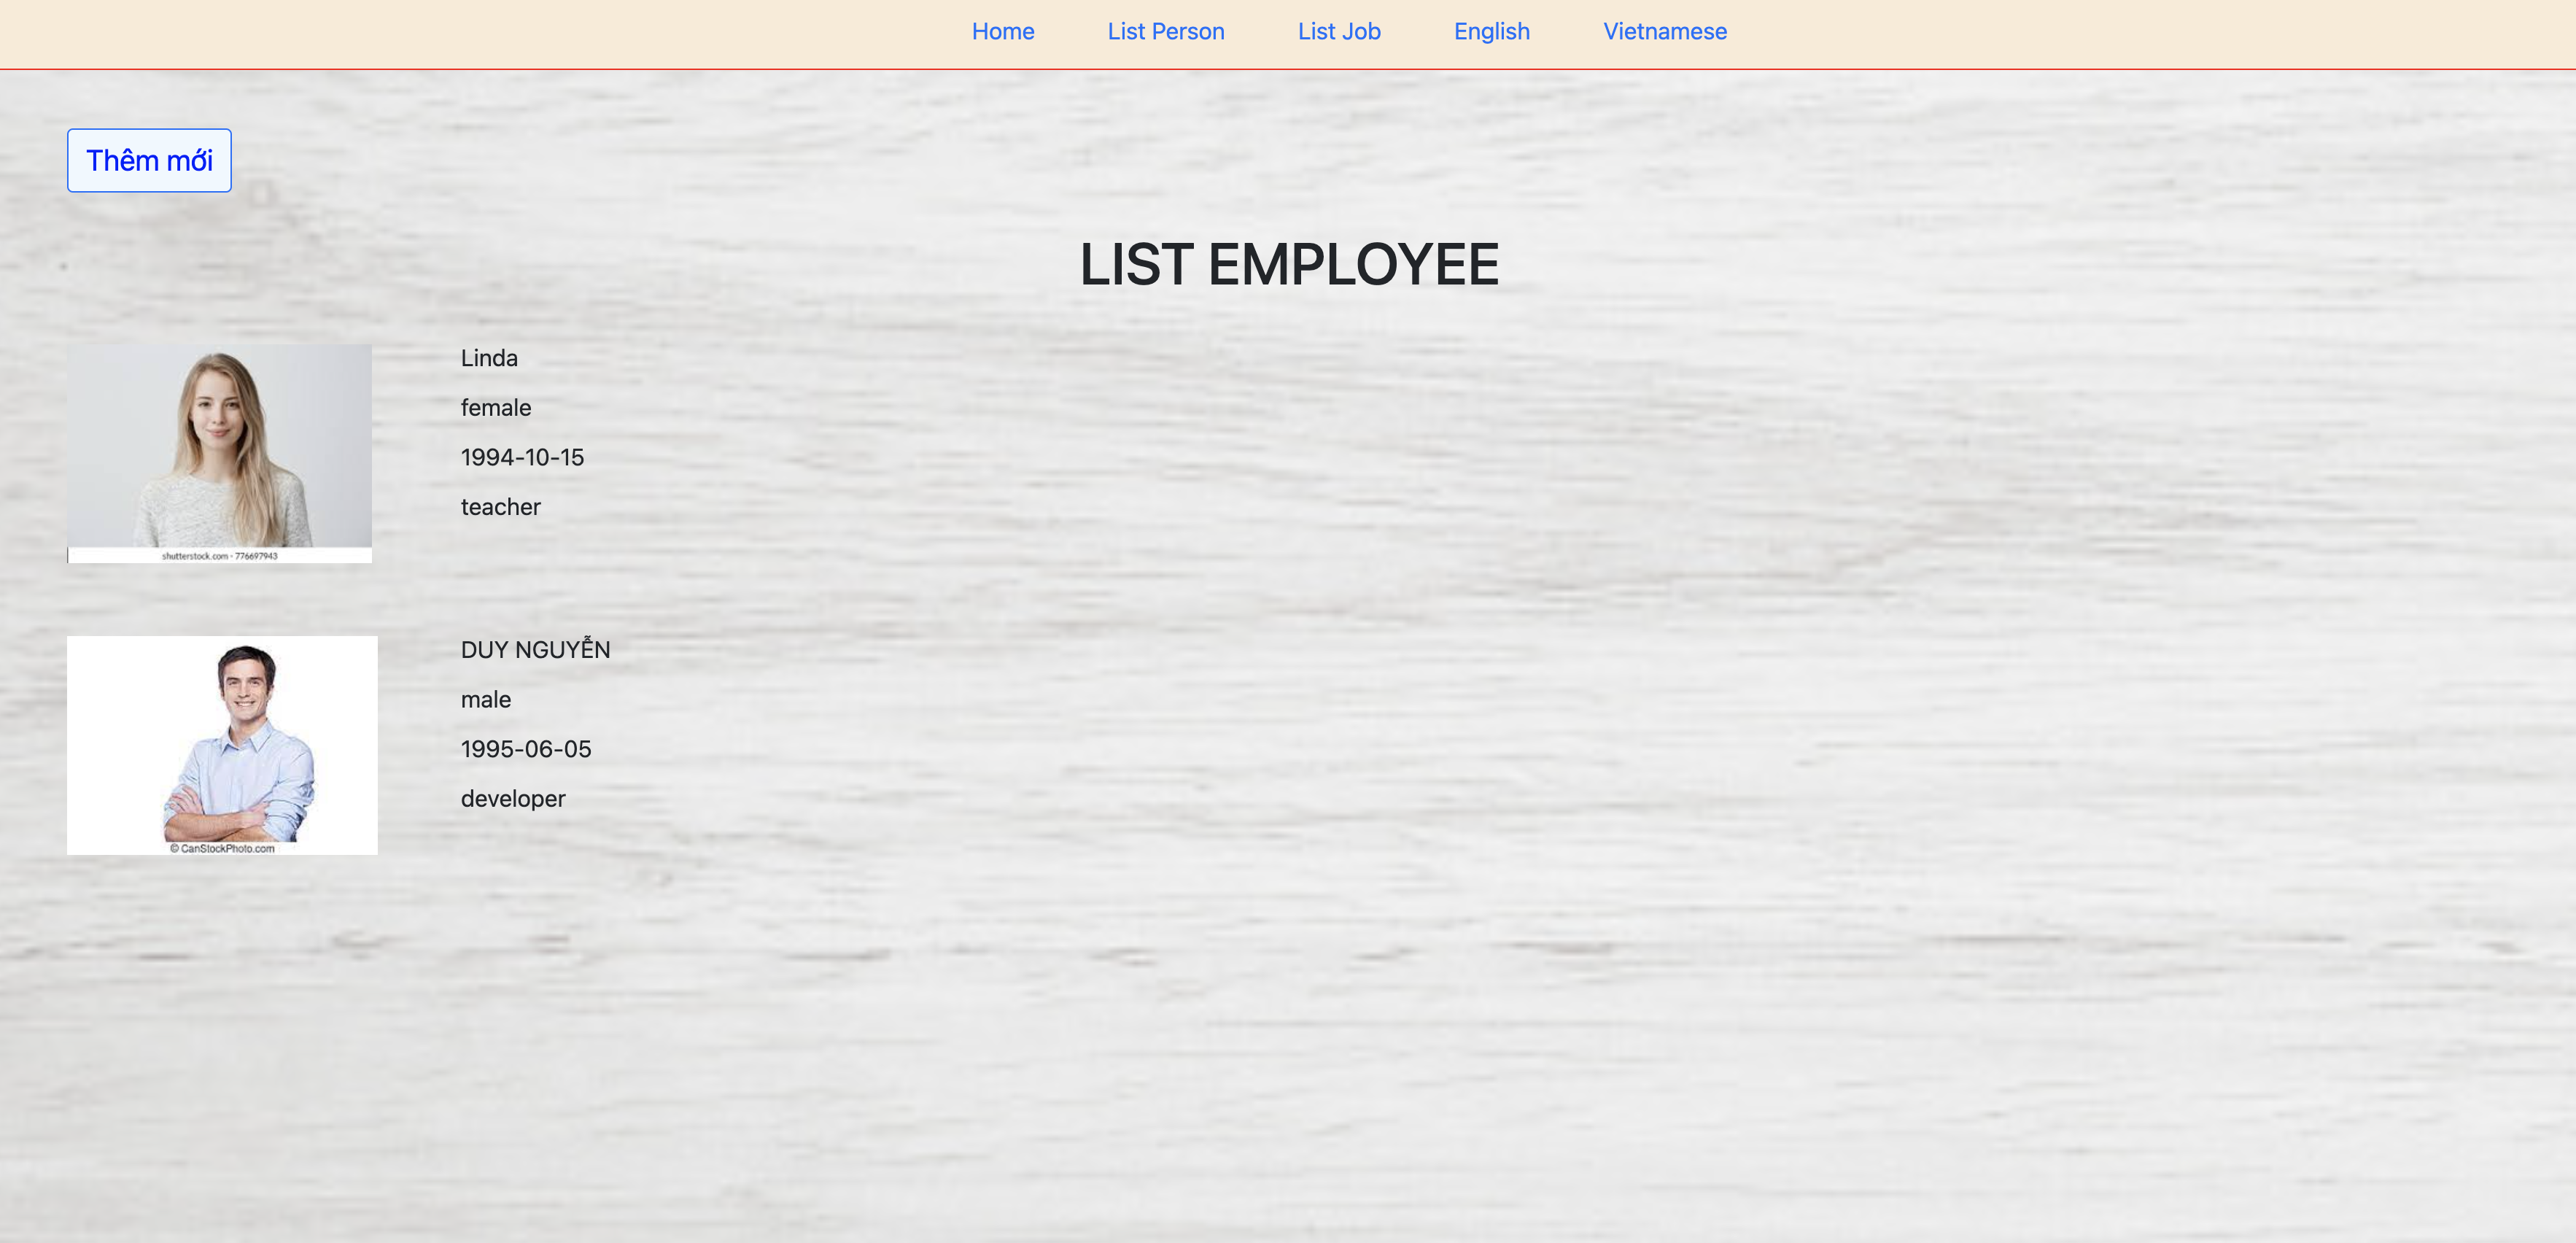 Home List Person List Job English Vietnamese
Thêm mới
LIST EMPLOYEE
Linda
female
1994-10-15
teacher
shutterstock.com · 776697943
DUY NGUYỄN
male
1995-06-05
developer
© CanStockPhoto.com